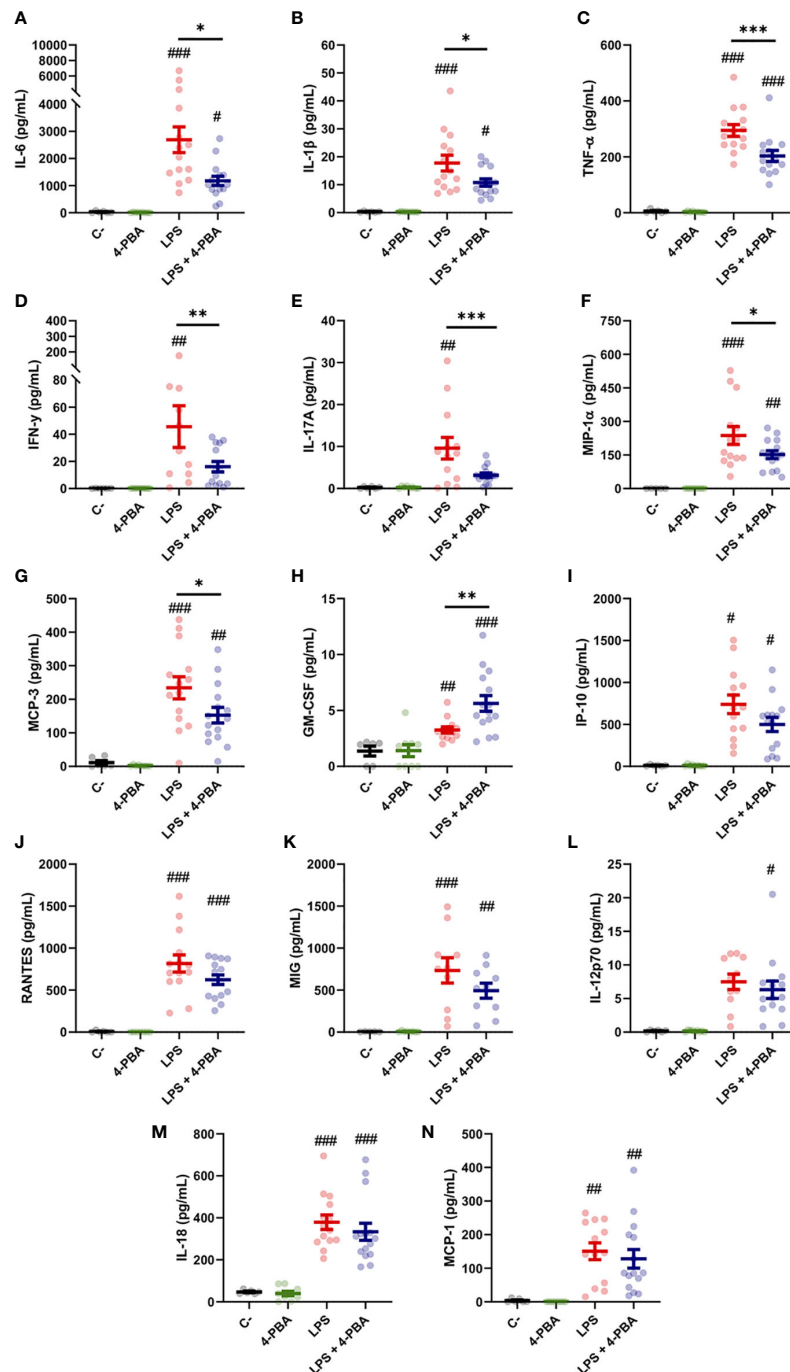 A
B
C
*
*
***
###
#
###
#
###
###
IL-6 (pg/mL)
10000
8000
6000
4000
3000
2000
1000
0
IL-1β (pg/mL)
60
50
40
30
20
10
0
TNF-α (pg/mL)
600
400
200
0
C-
4-PBA
LPS
LPS + 4-PBA
C-
4-PBA
LPS
LPS + 4-PBA
C-
4-PBA
LPS
LPS + 4-PBA
D
E
F
**
***
*
##
##
###
##
IFN-y (pg/mL)
400
300
200
100
80
60
40
20
0
IL-17A (pg/mL)
40
30
20
10
0
MIP-1α (pg/mL)
750
600
450
300
150
0
C-
4-PBA
LPS
LPS + 4-PBA
C-
4-PBA
LPS
LPS + 4-PBA
C-
4-PBA
LPS
LPS + 4-PBA
G
H
I
*
**
###
##
##
###
#
#
MCP-3 (pg/mL)
500
400
300
200
100
0
GM-CSF (pg/mL)
15
10
5
0
IP-10 (pg/mL)
2000
1500
1000
500
0
C-
4-PBA
LPS
LPS + 4-PBA
C-
4-PBA
LPS
LPS + 4-PBA
C-
4-PBA
LPS
LPS + 4-PBA
J
K
L
###
###
###
##
#
RANTES (pg/mL)
2000
1500
1000
500
0
MIG (pg/mL)
2000
1500
1000
500
0
IL-12p70 (pg/mL)
25
20
15
10
5
0
C-
4-PBA
LPS
LPS + 4-PBA
C-
4-PBA
LPS
LPS + 4-PBA
C-
4-PBA
LPS
LPS + 4-PBA
M
N
###
###
##
##
IL-18 (pg/mL)
800
600
400
200
0
MCP-1 (pg/mL)
500
400
300
200
100
0
C-
4-PBA
LPS
LPS + 4-PBA
C-
4-PBA
LPS
LPS + 4-PBA